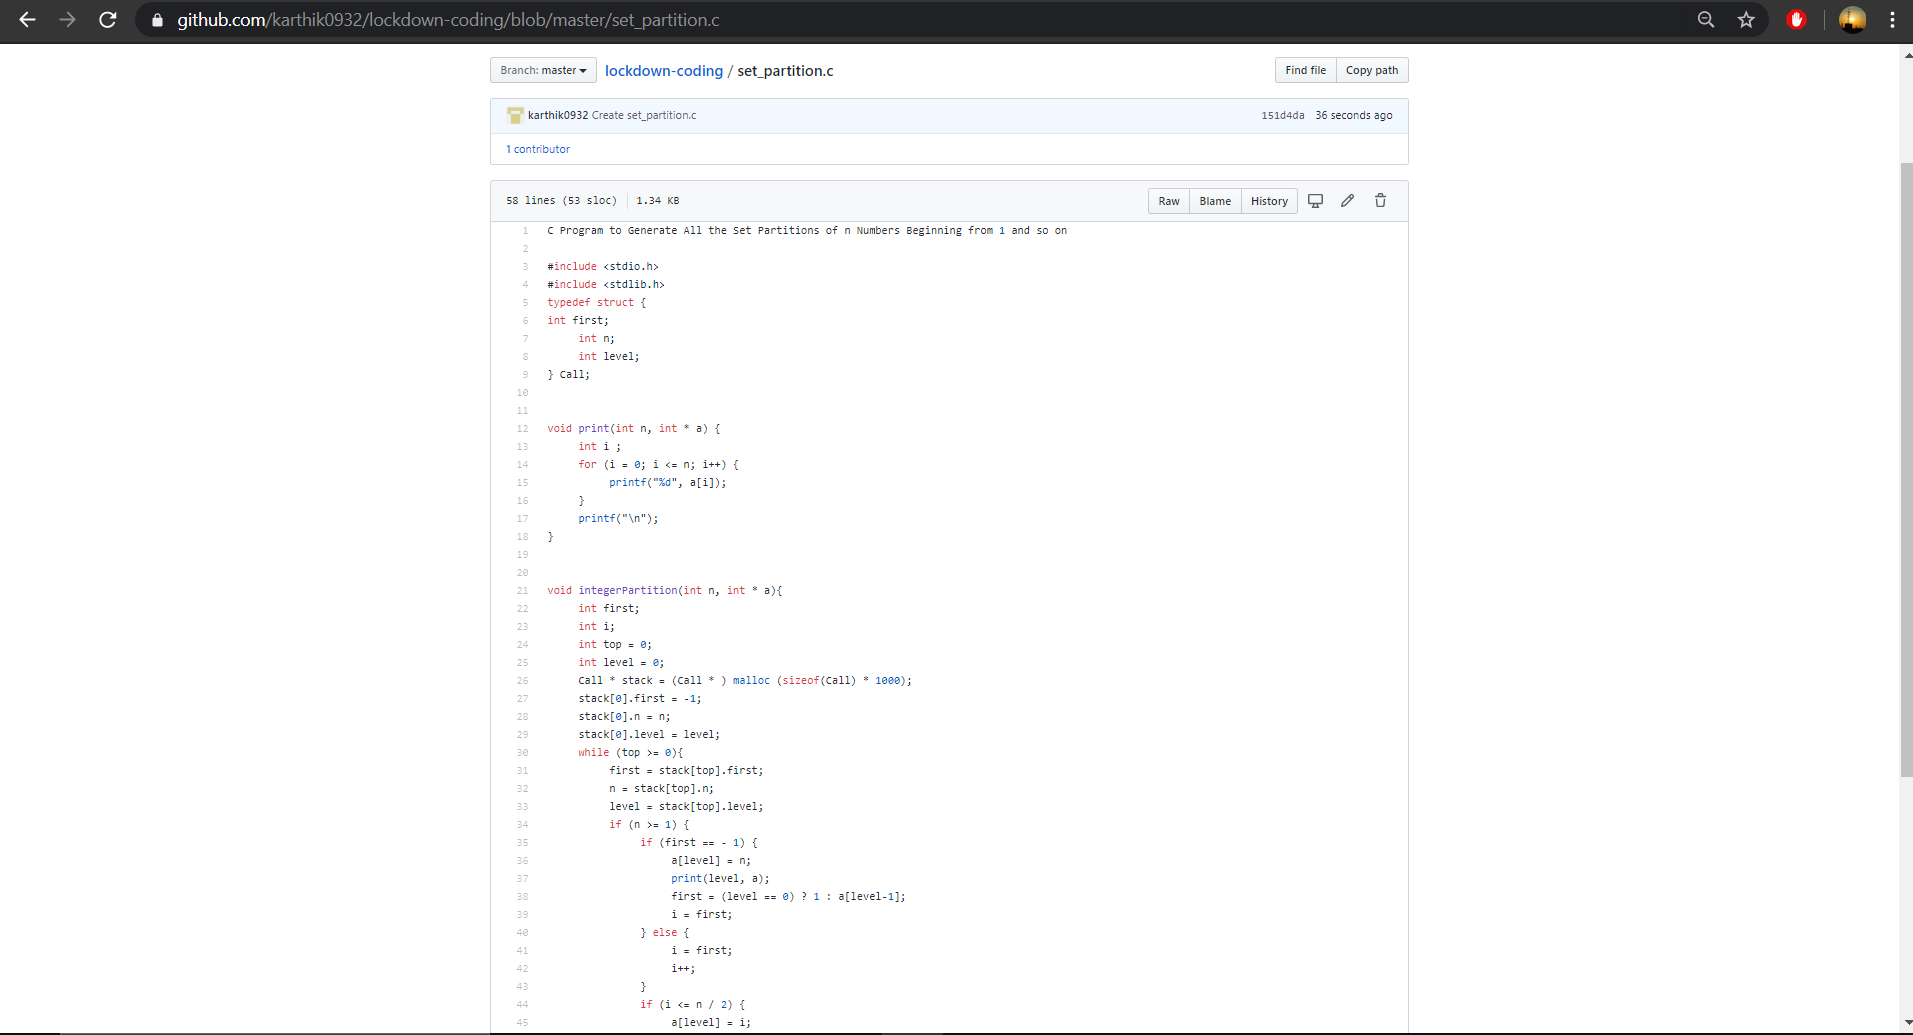 github.com/karthik0932/lockdown-coding/blob/master/set_partition.c
Branch: master
lockdown-coding / set_partition.c
Find file
Copy path
karthik0932 Create set_partition.c
151d4da 36 seconds ago
1 contributor
58 lines (53 sloc) 1.34 KB
Raw
Blame
History
1 C Program to Generate All the Set Partitions of n Numbers Beginning from 1 and so on
2
3 #include <stdio.h>
4 #include <stdlib.h>
5 typedef struct {
6 int first;
7 int n;
8 int level;
9 } Call;
10
11
12 void print(int n, int * a) {
13 int i ;
14 for (i = 0; i <= n; i++) {
15 printf("%d", a[i]);
16 }
17 printf("\n");
18 }
19
20
21 void integerPartition(int n, int * a){
22 int first;
23 int i;
24 int top = 0;
25 int level = 0;
26 Call * stack = (Call * ) malloc (sizeof(Call) * 1000);
27 stack[0].first = -1;
28 stack[0].n = n;
29 stack[0].level = level;
30 while (top >= 0){
31 first = stack[top].first;
32 n = stack[top].n;
33 level = stack[top].level;
34 if (n >= 1) {
35 if (first == - 1) {
36 a[level] = n;
37 print(level, a);
38 first = (level == 0) ? 1 : a[level-1];
39 i = first;
40 } else {
41 i = first;
42 i++;
43 }
44 if (i <= n / 2) {
45 a[level] = i;